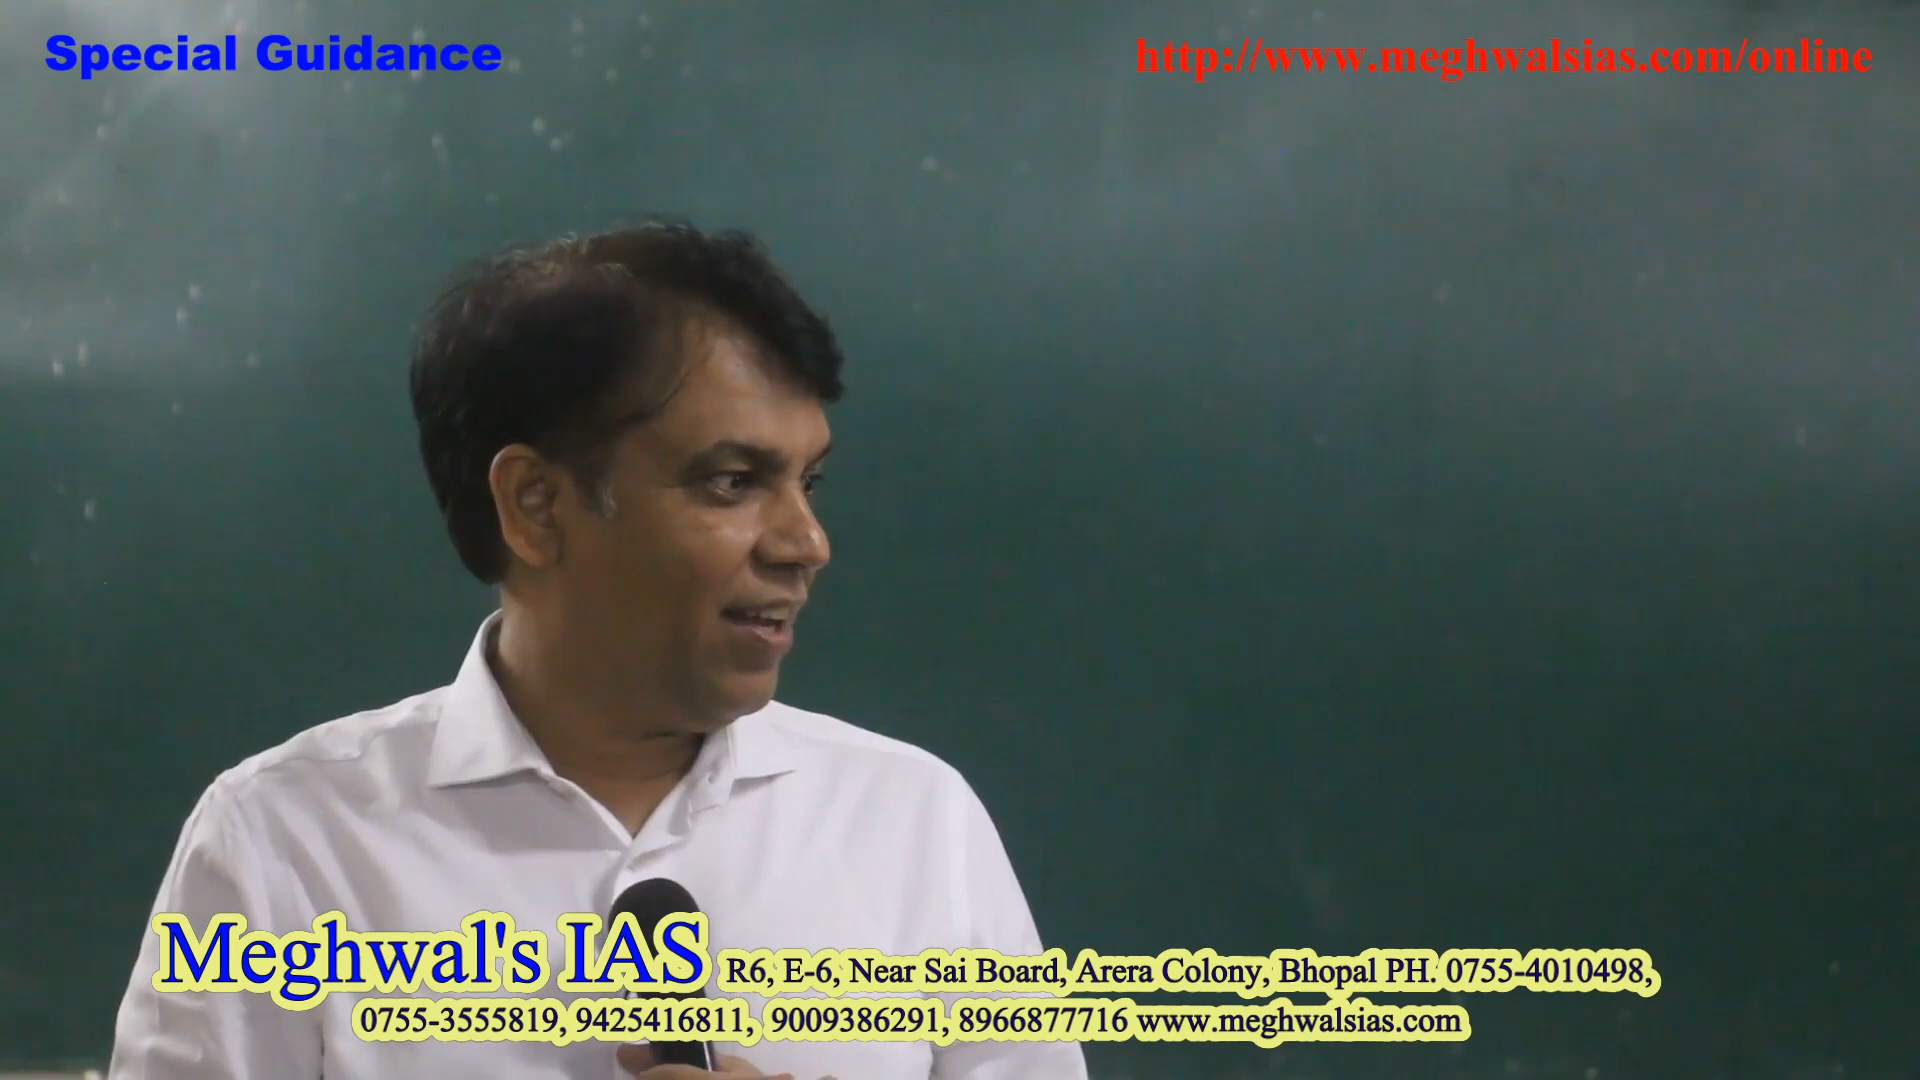 Special Guidance
http://www.meghwalsias.com/online
Meghwal's IAS R6, E-6, Near Sai Board, Arera Colony, Bhopal PH. 0755-4010498,
0755-3555819, 9425416811, 9009386291, 8966877716 www.meghwalsias.com